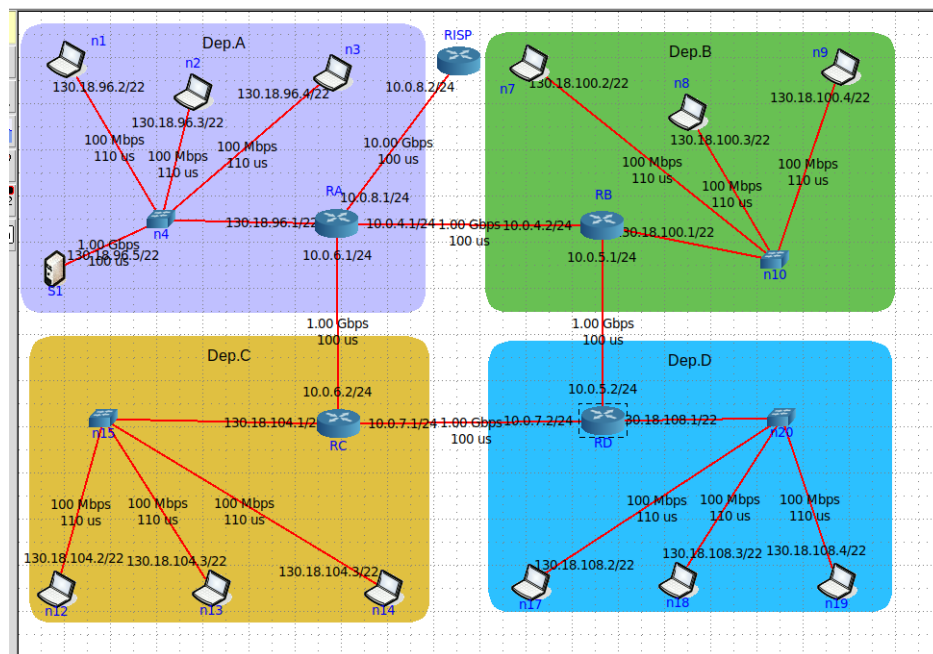 Dep.A
n1
n2
n3
130.18.96.2/22
130.18.96.3/22
130.18.96.4/22
100 Mbps
110 us
100 Mbps
110 us
100 Mbps
110 us
n4
1.00 Gbps
100 us
130.18.96.5/22
S1
130.18.96.1/22
RA
10.0.8.1/24
10.0.4.1/24
10.0.6.1/24
RISP
10.0.8.2/24
10.00 Gbps
100 us
1.00 Gbps
100 us
Dep.B
n7
n8
n9
130.18.100.2/22
130.18.100.3/22
130.18.100.4/22
100 Mbps
110 us
100 Mbps
110 us
100 Mbps
110 us
RB
10.0.4.2/24
130.18.100.1/22
10.0.5.1/24
n10
1.00 Gbps
100 us
1.00 Gbps
100 us
Dep.C
10.0.6.2/24
n15
130.18.104.1/2
RC
10.0.7.1/24
1.00 Gbps
100 us
100 Mbps
110 us
100 Mbps
110 us
100 Mbps
110 us
130.18.104.2/22
130.18.104.3/22
130.18.104.3/22
n12
n13
n14
Dep.D
10.0.5.2/24
10.0.7.2/24
RD
130.18.108.1/22
n20
100 Mbps
110 us
100 Mbps
110 us
100 Mbps
110 us
130.18.108.2/22
130.18.108.3/22
130.18.108.4/22
n17
n18
n19